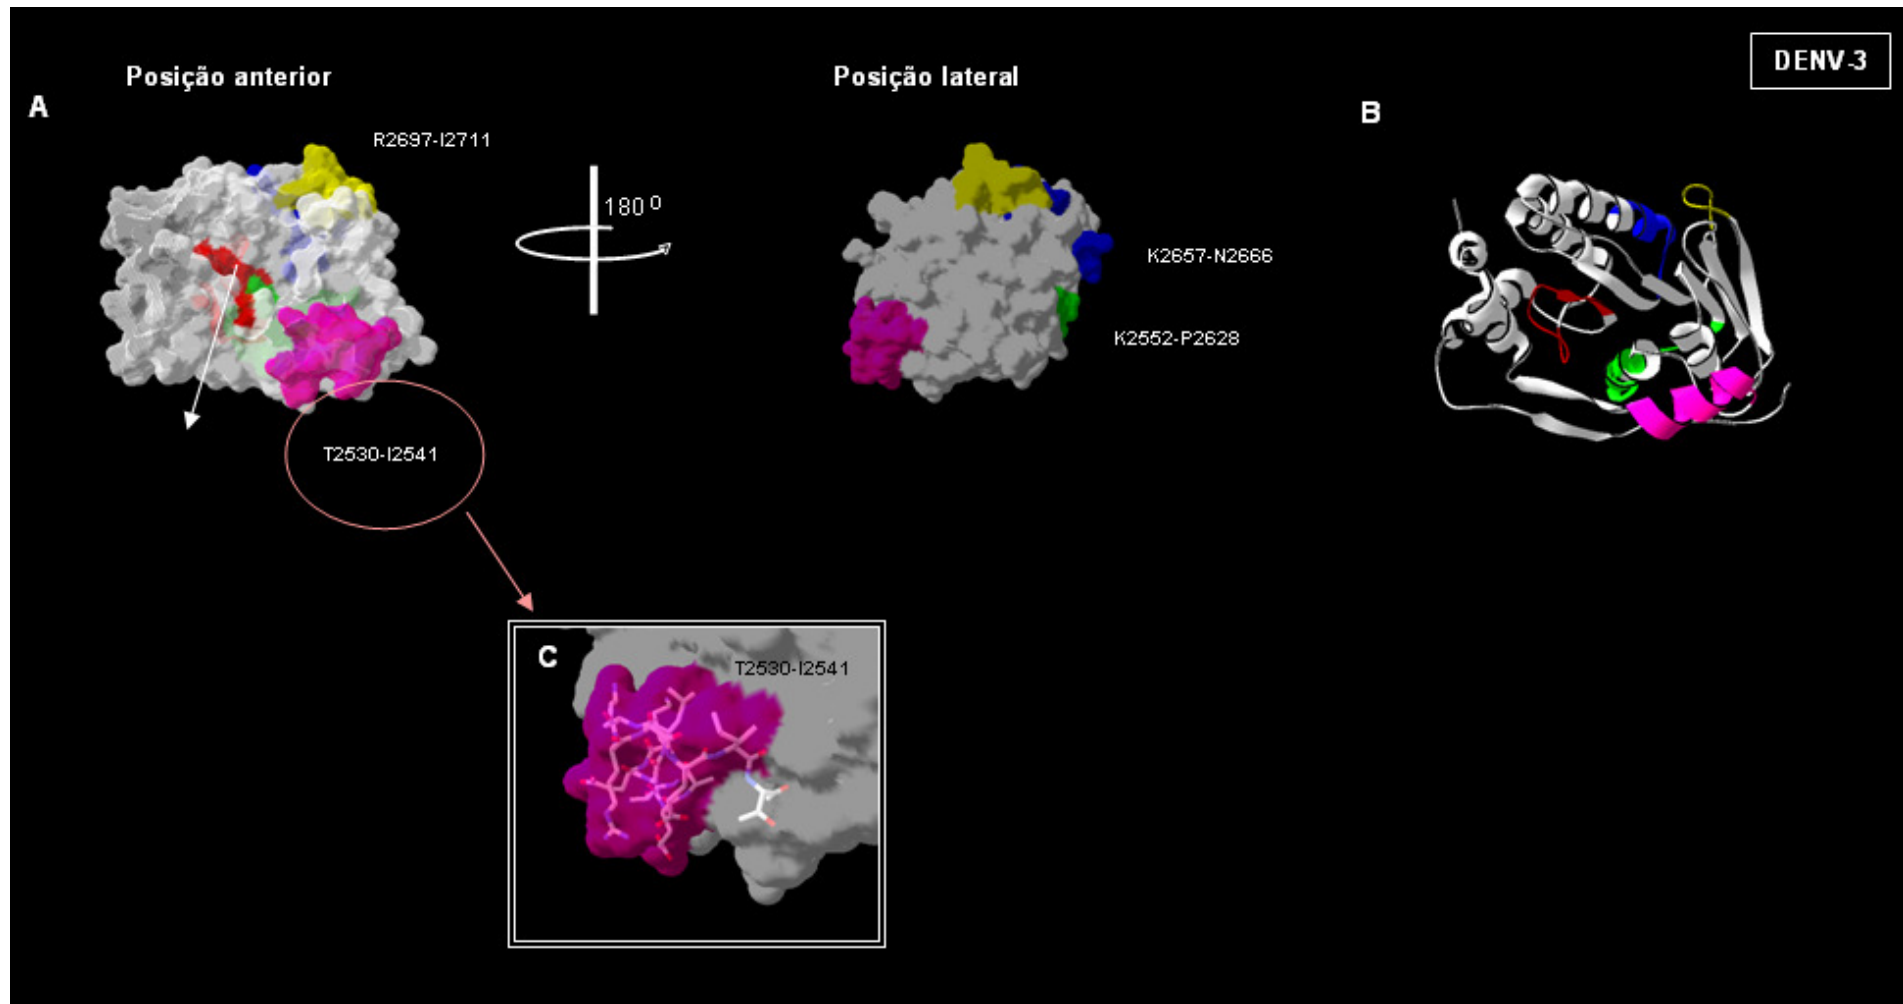 DENV-3
Posição anterior
Posição lateral
A
B
R2697-I2711
180 0
K2657-N2666
K2552-P2628
T2530-I2541
C
T2530-I2541